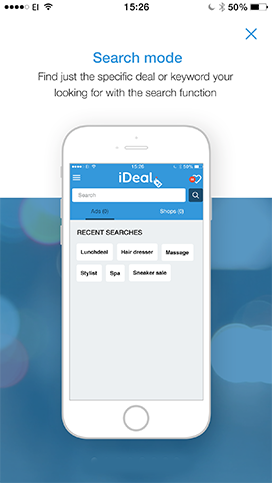 EI 15:26 50%
Search mode
Find just the specific deal or keyword your
looking for with the search function
15:26 58%
iDeal
Search
Ads (0) Shops (0)
RECENT SEARCHES
Lunchdeal Hair dresser Massage
Stylist Spa Sneaker sale